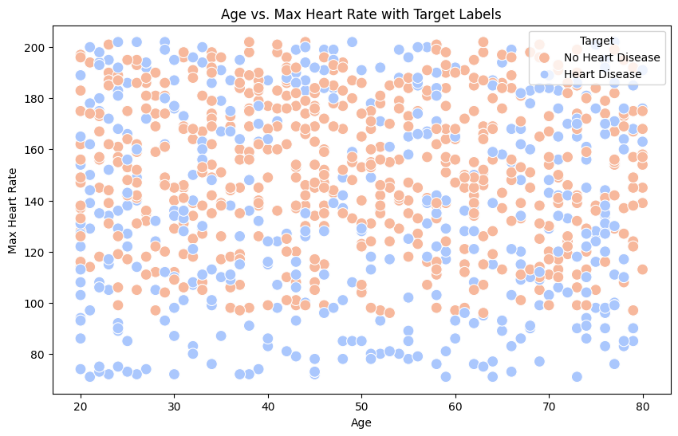 Age vs. Max Heart Rate with Target Labels
Target
No Heart Disease
Heart Disease
Max Heart Rate
200
180
160
140
120
100
80
20
30
40
50
60
70
80
Age